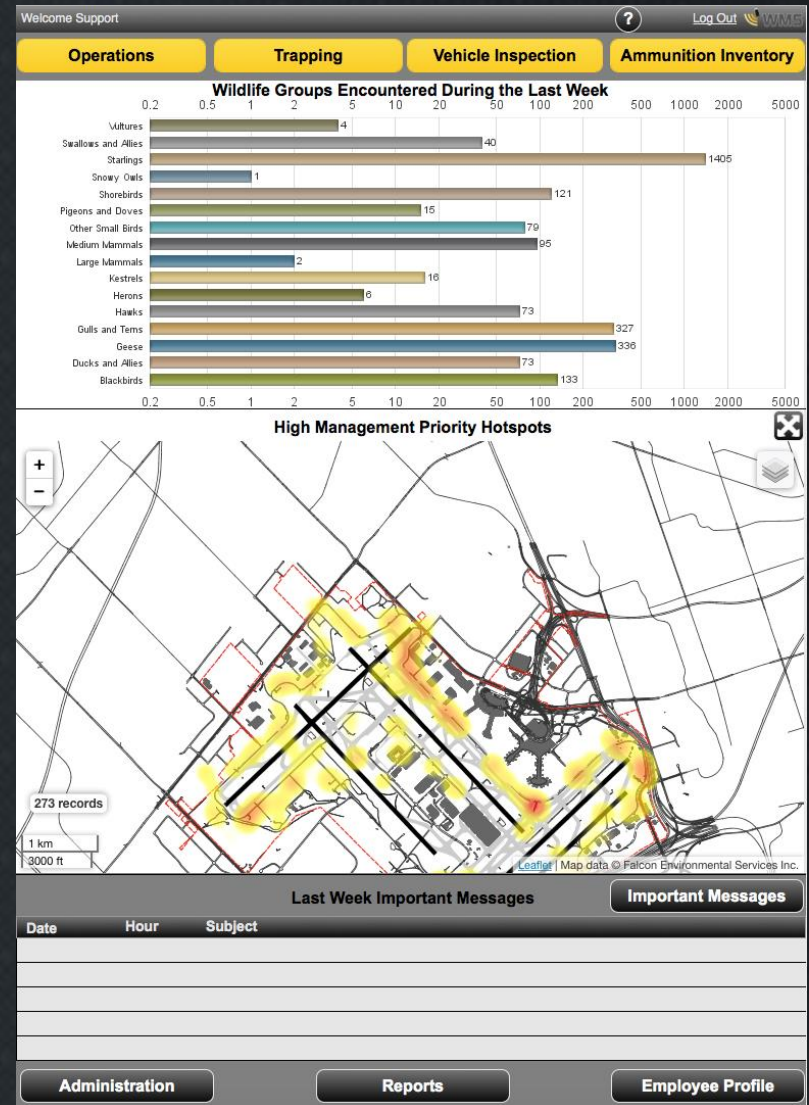 Welcome Support ? Log Out WMS
Operations Trapping Vehicle Inspection Ammunition Inventory
Wildlife Groups Encountered During the Last Week
0.2 0.5 1 2 5 10 20 50 100 200 500 1000 2000 5000
Vultures 4
Swallows and Allies 40
Starlings 1405
Snowy Owls 1
Shorebirds 121
Pigeons and Doves 15
Other Small Birds 79
Medium Mammals 95
Large Mammals 2
Kestrels 16
Herons 6
Hawks 73
Gulls and Terns 327
Geese 336
Ducks and Allies 73
Blackbirds 133
0.2 0.5 1 2 5 10 20 50 100 200 500 1000 2000 5000
High Management Priority Hotspots
+
−
273 records
1 km
3000 ft
Leaflet | Map data © Falcon Environmental Services Inc.
Last Week Important Messages Important Messages
Date Hour Subject
Administration Reports Employee Profile